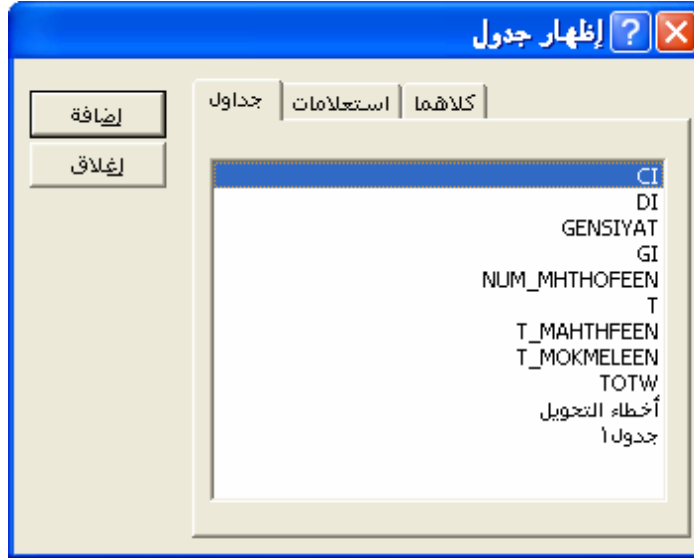 إظهار جدول
جداول
استعلامات
كلاهما
إضافة
إغلاق
CI
DI
GENSIYAT
GI
NUM_MHTHOFEEN
T
T_MAHTHFEEN
T_MOKMELEEN
TOTW
أخطاء التحويل
جدول١